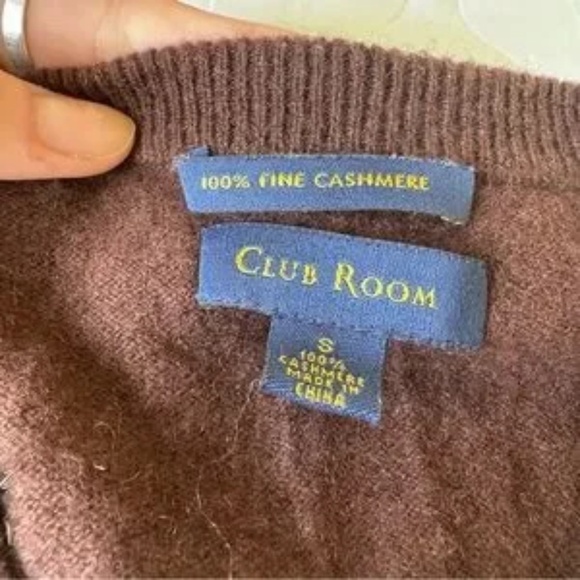 100% FINE CASHMERE
CLUB ROOM
S
100%
CASHMERE
MADE IN
CHINA